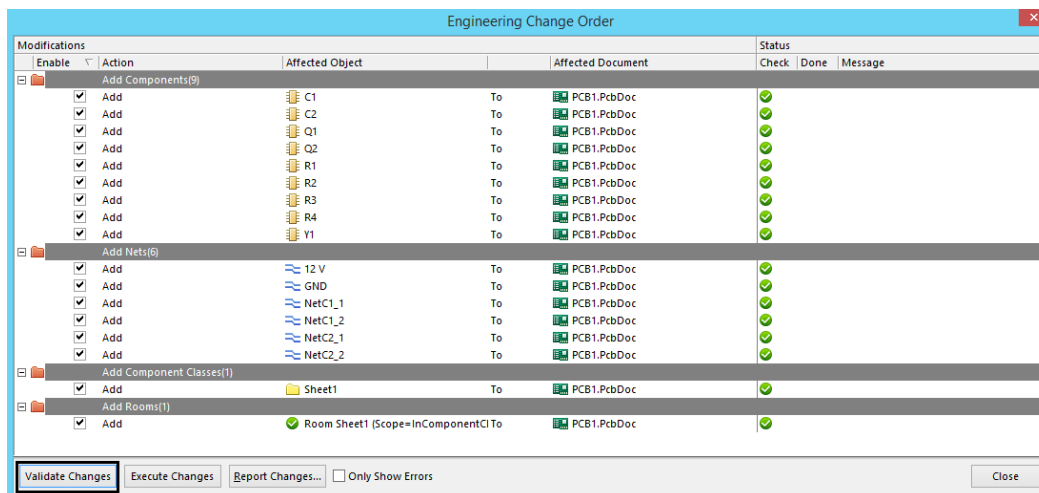 Engineering Change Order
Modifications Status
Enable Action Affected Object Affected Document Check Done Message
Add Components(9)
Add C1 To PCB1.PcbDoc
Add C2 To PCB1.PcbDoc
Add Q1 To PCB1.PcbDoc
Add Q2 To PCB1.PcbDoc
Add R1 To PCB1.PcbDoc
Add R2 To PCB1.PcbDoc
Add R3 To PCB1.PcbDoc
Add R4 To PCB1.PcbDoc
Add Y1 To PCB1.PcbDoc
Add Nets(6)
Add 12 V To PCB1.PcbDoc
Add GND To PCB1.PcbDoc
Add NetC1_1 To PCB1.PcbDoc
Add NetC1_2 To PCB1.PcbDoc
Add NetC2_1 To PCB1.PcbDoc
Add NetC2_2 To PCB1.PcbDoc
Add Component Classes(1)
Add Sheet1 To PCB1.PcbDoc
Add Rooms(1)
Add Room Sheet1 (Scope=InComponentCl To PCB1.PcbDoc
Validate Changes Execute Changes Report Changes... Only Show Errors Close